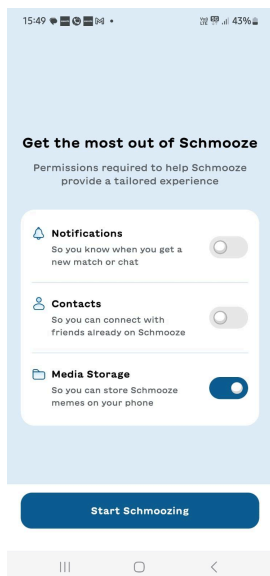 15:49 43%
Get the most out of Schmooze
Permissions required to help Schmooze
provide a tailored experience
Notifications
So you know when you get a
new match or chat
Contacts
So you can connect with
friends already on Schmooze
Media Storage
So you can store Schmooze
memes on your phone
Start Schmoozing